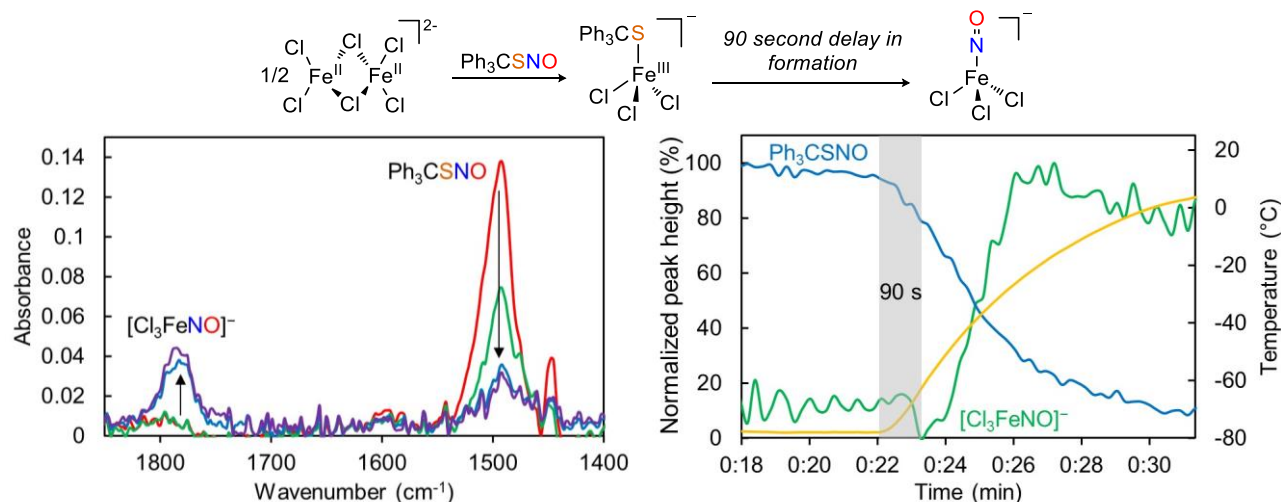 Cl Cl Cl 2-
1/2 Fe^II Fe^II
Cl Cl Cl
Ph₃CSNO
Ph₃CS −
Fe^III
Cl Cl Cl
90 second delay in
formation
O −
N
Fe
Cl Cl Cl
Absorbance
0.14
0.12
0.1
0.08
0.06
0.04
0.02
0
Ph₃CSNO
[Cl₃FeNO]⁻
1800 1700 1600 1500 1400
Wavenumber (cm⁻¹)
Normalized peak height (%)
100
80
60
40
20
0
Ph₃CSNO
90 s
[Cl₃FeNO]⁻
20
0
-20
-40
-60
-80
Temperature (°C)
0:18 0:20 0:22 0:24 0:26 0:28 0:30
Time (min)